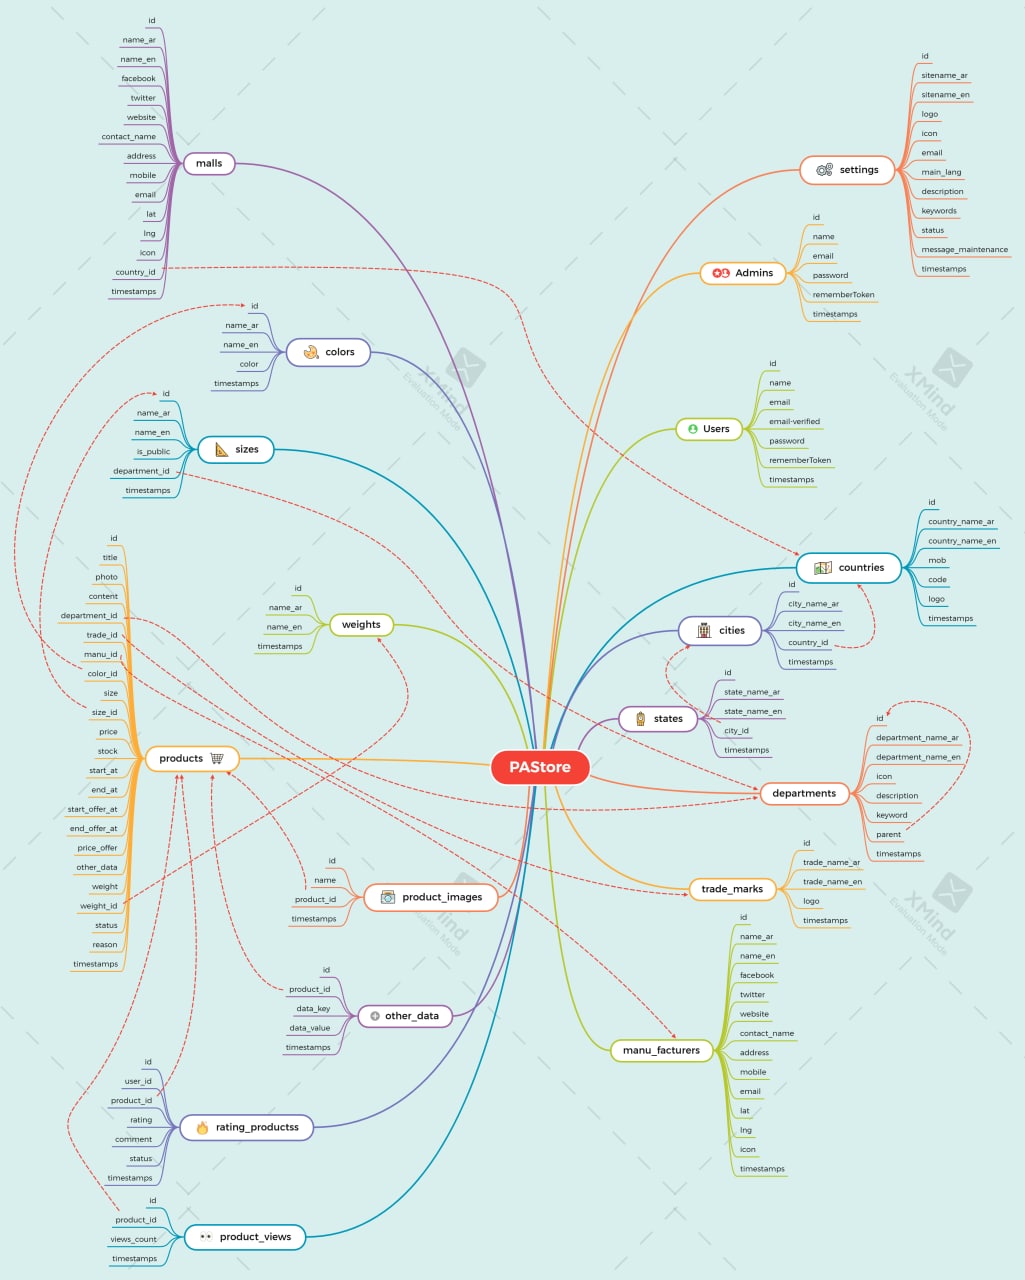 PAStore
settings
id
sitename_ar
sitename_en
logo
icon
email
main_lang
description
keywords
status
message_maintenance
timestamps
Admins
id
name
email
password
rememberToken
timestamps
Users
id
name
email
email-verified
password
rememberToken
timestamps
countries
id
country_name_ar
country_name_en
mob
code
logo
timestamps
cities
id
city_name_ar
city_name_en
country_id
timestamps
states
id
state_name_ar
state_name_en
city_id
timestamps
departments
id
department_name_ar
department_name_en
icon
description
keyword
parent
timestamps
trade_marks
id
trade_name_ar
trade_name_en
logo
timestamps
manu_facturers
id
name_ar
name_en
facebook
twitter
website
contact_name
address
mobile
email
lat
lng
icon
timestamps
malls
id
name_ar
name_en
facebook
twitter
website
contact_name
address
mobile
email
lat
lng
icon
country_id
timestamps
colors
id
name_ar
name_en
color
timestamps
sizes
id
name_ar
name_en
is_public
department_id
timestamps
weights
id
name_ar
name_en
timestamps
products
id
title
photo
content
department_id
trade_id
manu_id
color_id
size
size_id
price
stock
start_at
end_at
start_offer_at
end_offer_at
price_offer
other_data
weight
weight_id
status
reason
timestamps
product_images
id
name
product_id
timestamps
other_data
id
product_id
data_key
data_value
timestamps
rating_productss
id
user_id
product_id
rating
comment
status
timestamps
product_views
id
product_id
views_count
timestamps
XMind
Evaluation Mode
XMind
Evaluation Mode
XMind
Evaluation Mode
XMind
Evaluation Mode